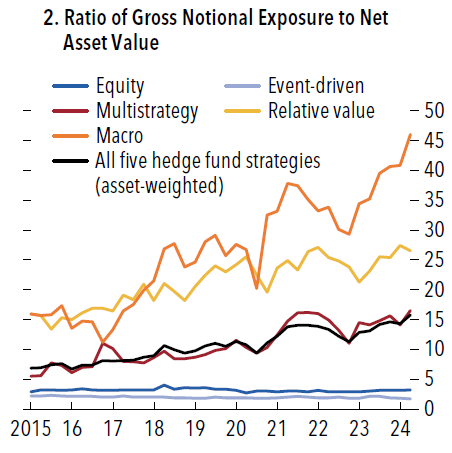 2. Ratio of Gross Notional Exposure to Net
Asset Value
Equity
Event-driven
Multistrategy
Relative value
Macro
All five hedge fund strategies
(asset-weighted)
50
45
40
35
30
25
20
15
10
5
0
2015 16 17 18 19 20 21 22 23 24